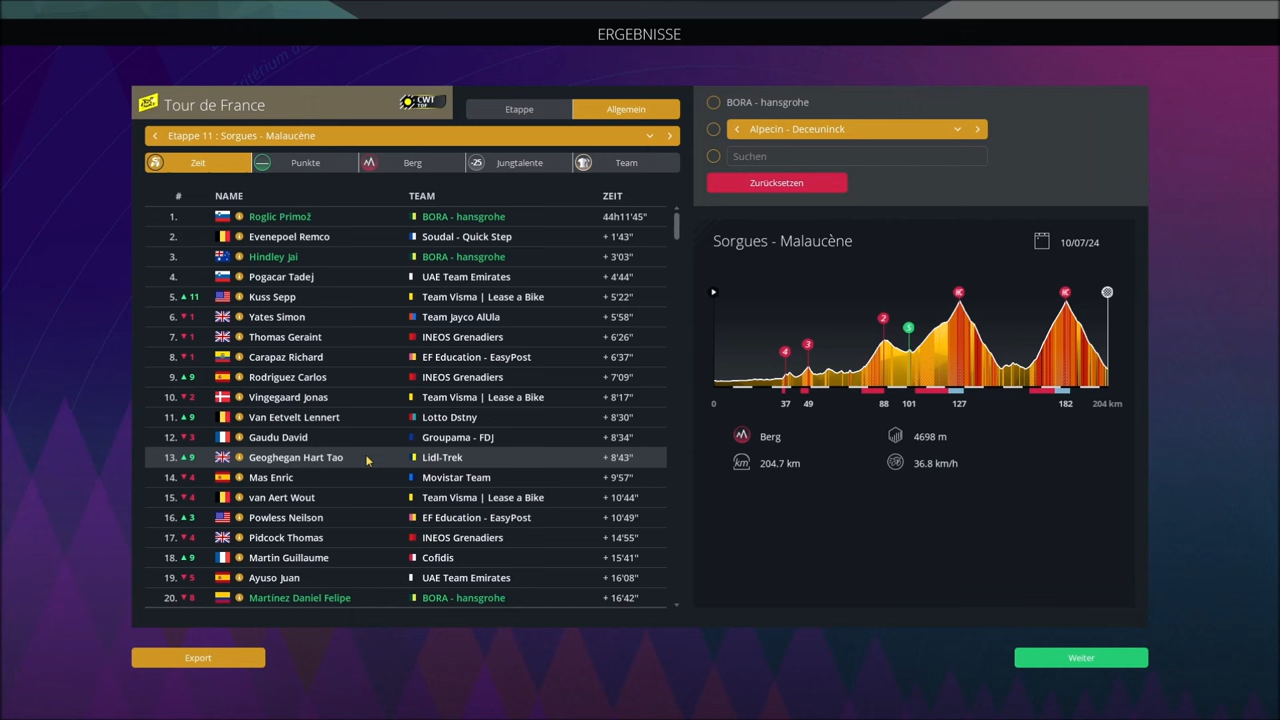 ERGEBNISSE
Tour de France
CWT
TDF
Etappe
Allgemein
Etappe 11 : Sorgues - Malaucène
Zeit
Punkte
Berg
-25
Jungtalente
Team
# NAME TEAM ZEIT
1. Roglic Primož BORA - hansgrohe 44h11'45"
2. Evenepoel Remco Soudal - Quick Step + 1'43"
3. Hindley Jai BORA - hansgrohe + 3'03"
4. Pogacar Tadej UAE Team Emirates + 4'44"
5. ▲ 11 Kuss Sepp Team Visma | Lease a Bike + 5'22"
6. ▼ 1 Yates Simon Team Jayco AlUla + 5'58"
7. ▼ 1 Thomas Geraint INEOS Grenadiers + 6'26"
8. ▼ 1 Carapaz Richard EF Education - EasyPost + 6'37"
9. ▲ 9 Rodriguez Carlos INEOS Grenadiers + 7'09"
10. ▼ 2 Vingegaard Jonas Team Visma | Lease a Bike + 8'17"
11. ▲ 9 Van Eetvelt Lennert Lotto Dstny + 8'30"
12. ▼ 3 Gaudu David Groupama - FDJ + 8'34"
13. ▲ 9 Geoghegan Hart Tao Lidl-Trek + 8'43"
14. ▼ 4 Mas Enric Movistar Team + 9'57"
15. ▼ 4 van Aert Wout Team Visma | Lease a Bike + 10'44"
16. ▲ 3 Powless Neilson EF Education - EasyPost + 10'49"
17. ▼ 4 Pidcock Thomas INEOS Grenadiers + 14'55"
18. ▲ 9 Martin Guillaume Cofidis + 15'41"
19. ▼ 5 Ayuso Juan UAE Team Emirates + 16'08"
20. ▼ 8 Martínez Daniel Felipe BORA - hansgrohe + 16'42"
BORA - hansgrohe
Alpecin - Deceuninck
Suchen
Zurücksetzen
Sorgues - Malaucène
10/07/24
4 3 2 S HC HC
0 37 49 88 101 127 182 204 km
Berg
4698 m
km 204.7 km
36.8 km/h
Export
Weiter